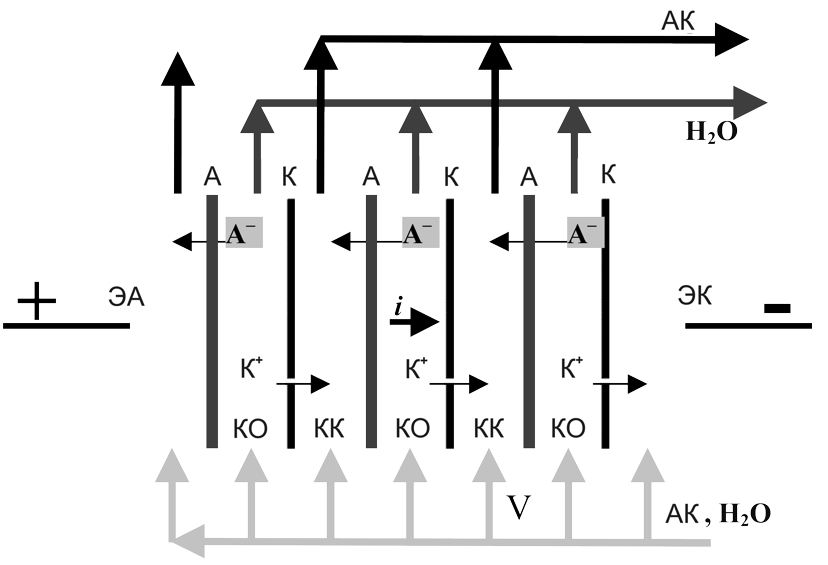 АК
H₂O
А К А К А К
A⁻ A⁻ A⁻
+ ЭА ЭК -
i
К⁺ К⁺ К⁺
КО КК КО КК КО
V
АК , H₂O